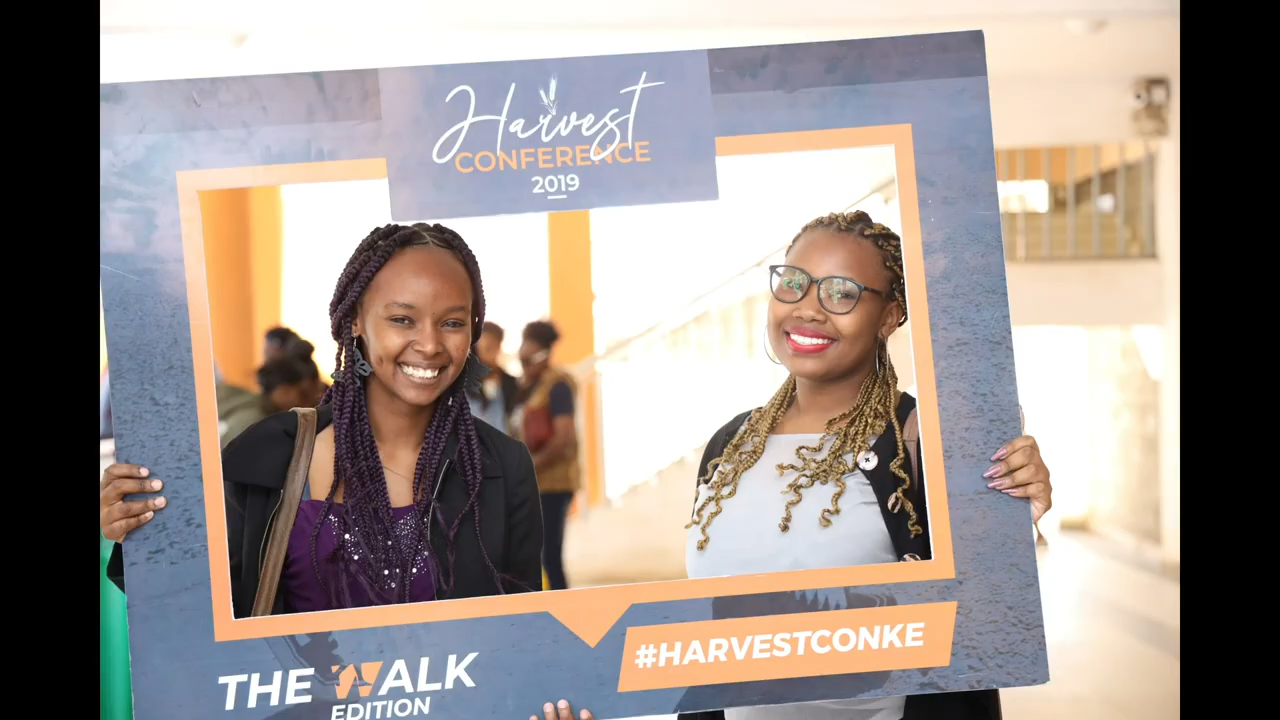 Harvest
CONFERENCE
2019
#HARVESTCONKE
THE WALK
EDITION